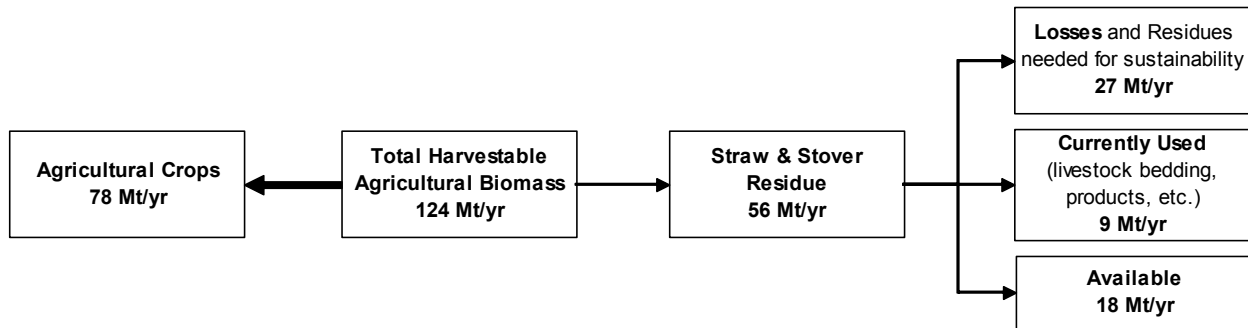 Agricultural Crops
78 Mt/yr
Total Harvestable
Agricultural Biomass
124 Mt/yr
Straw & Stover
Residue
56 Mt/yr
Losses and Residues
needed for sustainability
27 Mt/yr
Currently Used
(livestock bedding,
products, etc.)
9 Mt/yr
Available
18 Mt/yr